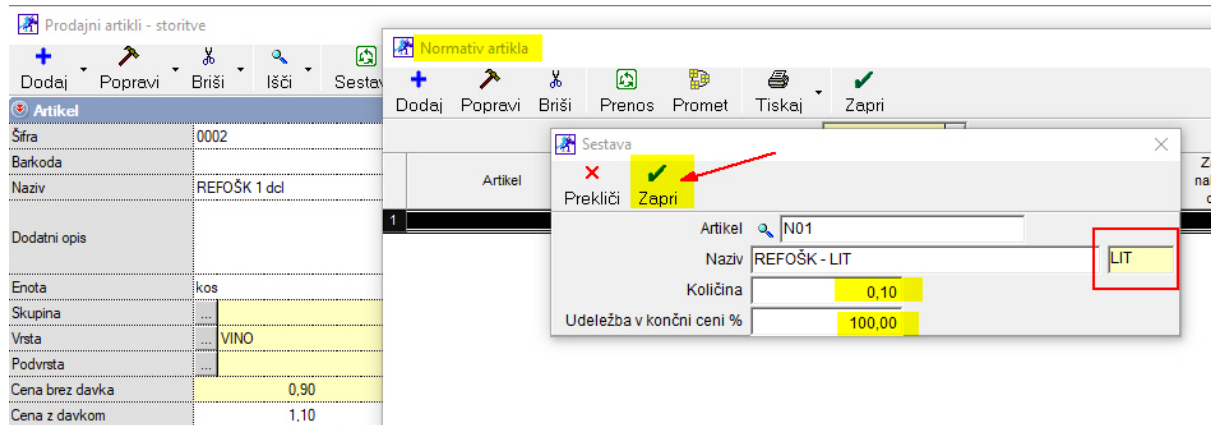 Prodajni artikli - storitve
Dodaj Popravi Briši Išči
Artikel
Šifra 0002
Barkoda
Naziv REFOŠK 1 dcl
Dodatni opis
Enota kos
Skupina ...
Vrsta ... VINO
Podvrsta ...
Cena brez davka 0,90
Cena z davkom 1,10
Normativ artikla
Dodaj Popravi Briši Prenos Promet Tiskaj Zapri
Artikel
1
Sestava
Prekliči Zapri
Artikel N01
Naziv REFOŠK - LIT LIT
Količina 0,10
Udeležba v končni ceni % 100,00